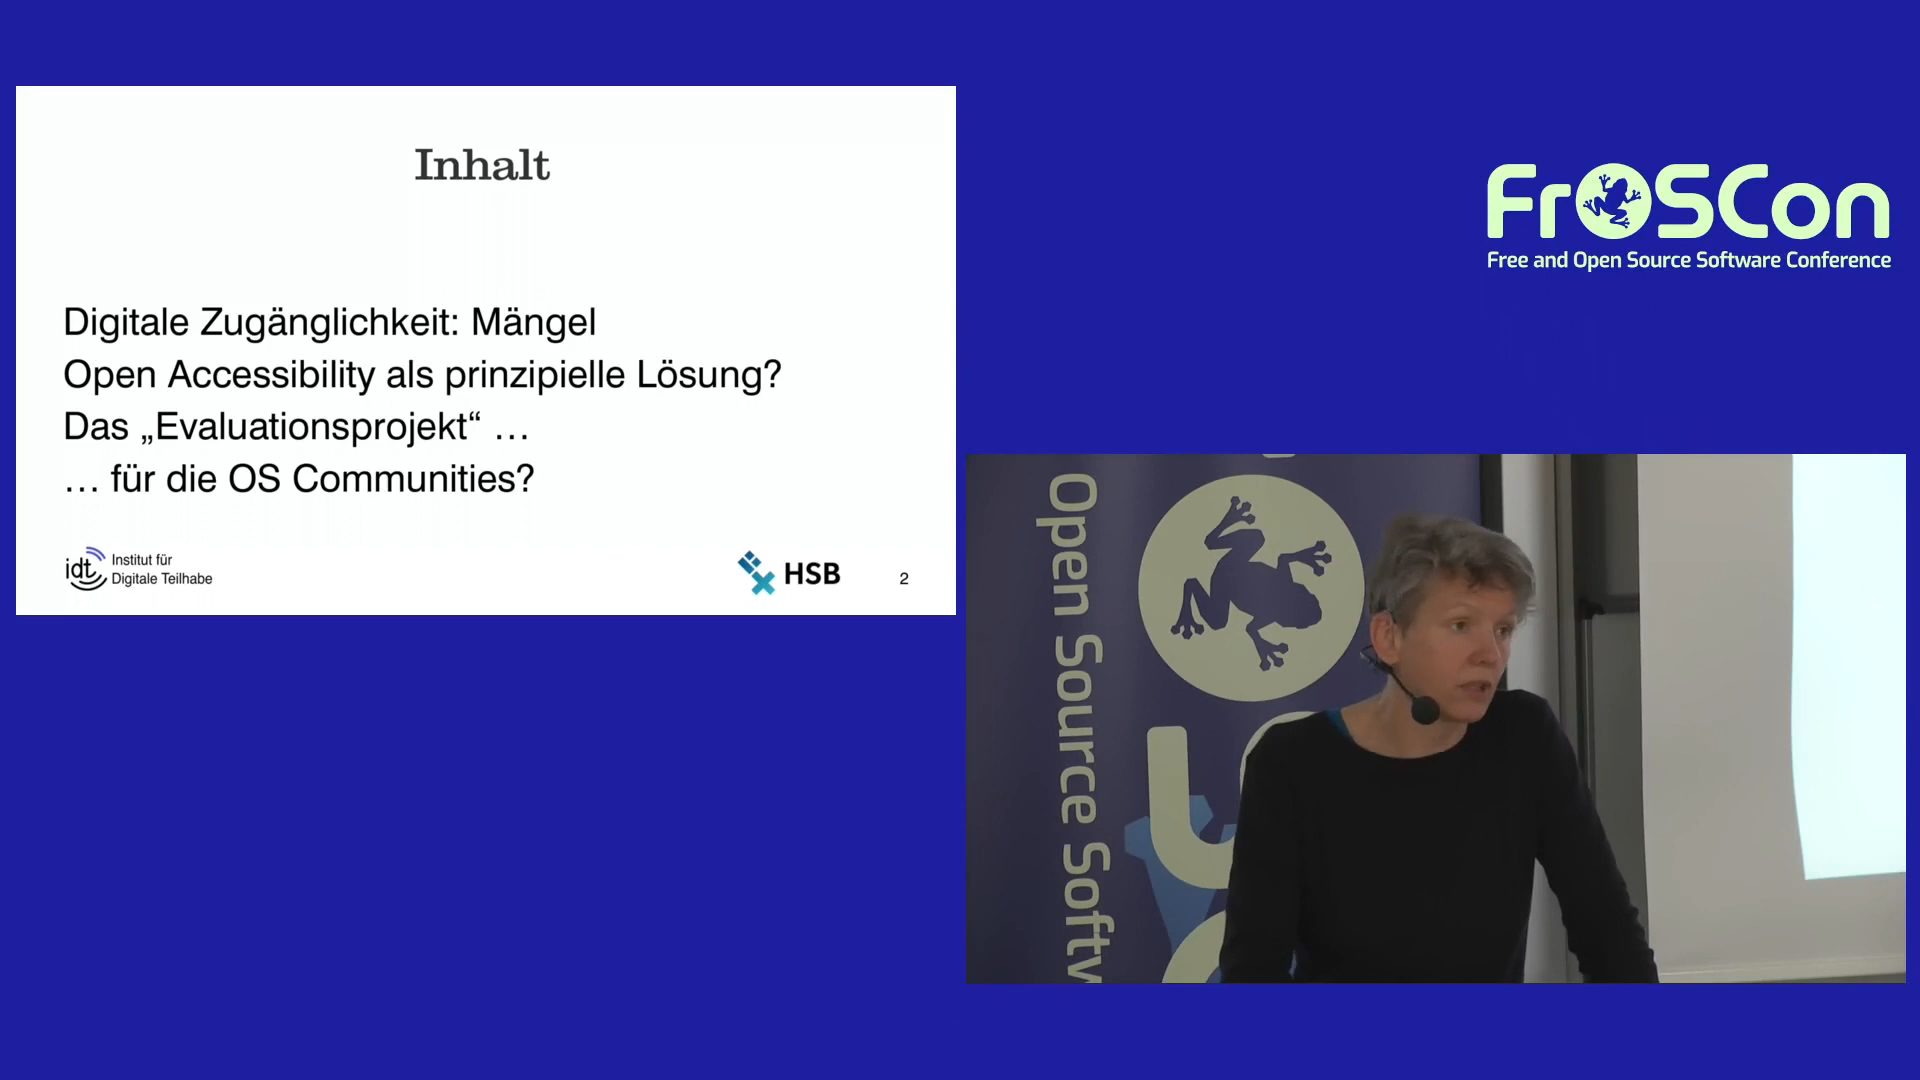 Inhalt
Digitale Zugänglichkeit: Mängel
Open Accessibility als prinzipielle Lösung?
Das „Evaluationsprojekt“ …
… für die OS Communities?
idt Institut für
Digitale Teilhabe
HSB
2
FrOSCon
Free and Open Source Software Conference
Open Source Softw